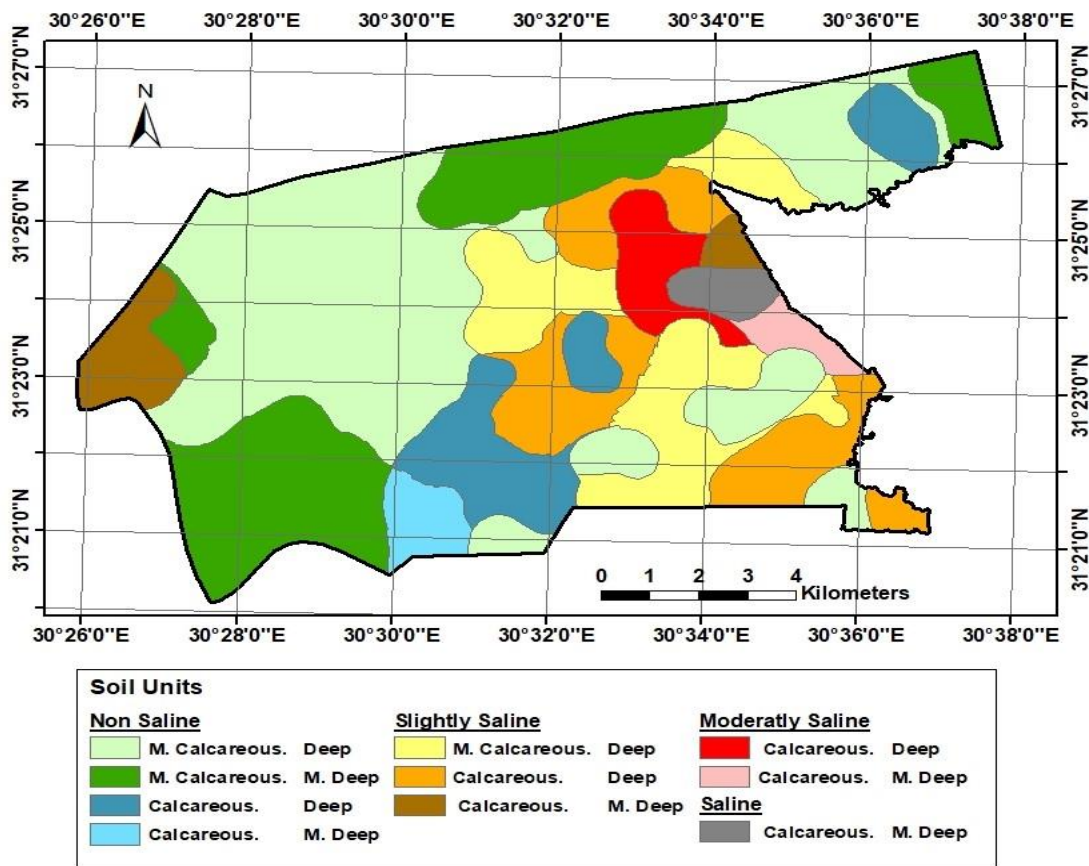 30°26'0"E 30°28'0"E 30°30'0"E 30°32'0"E 30°34'0"E 30°36'0"E 30°38'0"E
31°27'0"N
31°25'0"N
31°23'0"N
31°21'0"N
N
31°27'0"N
31°25'0"N
31°23'0"N
31°21'0"N
0 1 2 3 4
Kilometers
30°26'0"E 30°28'0"E 30°30'0"E 30°32'0"E 30°34'0"E 30°36'0"E 30°38'0"E
Soil Units
Non Saline
M. Calcareous. Deep
M. Calcareous. M. Deep
Calcareous. Deep
Calcareous. M. Deep
Slightly Saline
M. Calcareous. Deep
Calcareous. Deep
Calcareous. M. Deep
Moderatly Saline
Calcareous. Deep
Calcareous. M. Deep
Saline
Calcareous. M. Deep